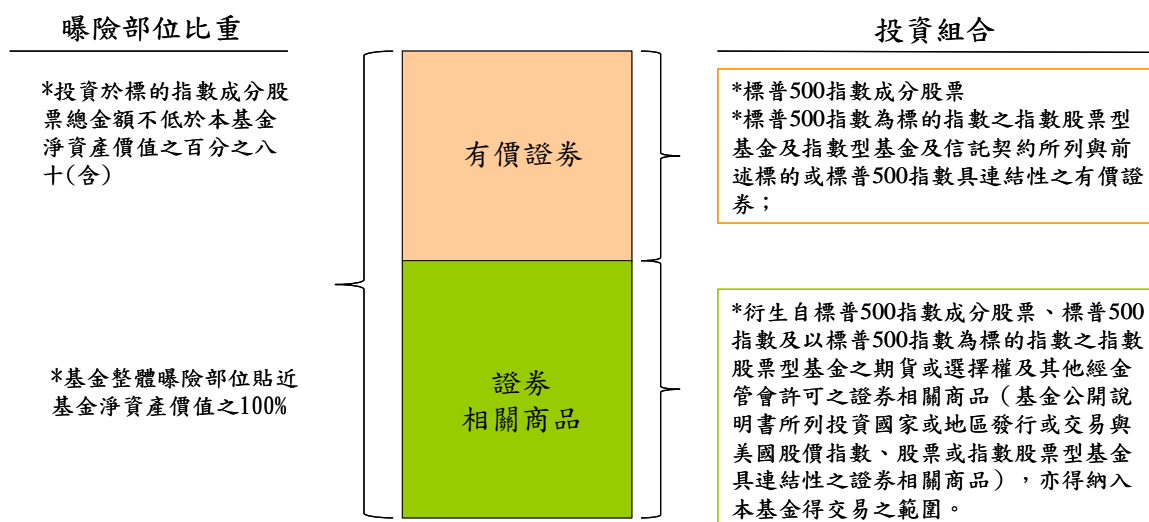 曝險部位比重
*投資於標的指數成分股
票總金額不低於本基金
淨資產價值之百分之八
十(含)
*基金整體曝險部位貼近
基金淨資產價值之100%
有價證券
證券
相關商品
投資組合
*標普500指數成分股票
*標普500指數為標的指數之指數股票型
基金及指數型基金及信託契約所列與前
述標的或標普500指數具連結性之有價證
券；
*衍生自標普500指數成分股票、標普500
指數及以標普500指數為標的指數之指數
股票型基金之期貨或選擇權及其他經金
管會許可之證券相關商品（基金公開說
明書所列投資國家或地區發行或交易與
美國股價指數、股票或指數股票型基金
具連結性之證券相關商品），亦得納入
本基金得交易之範圍。